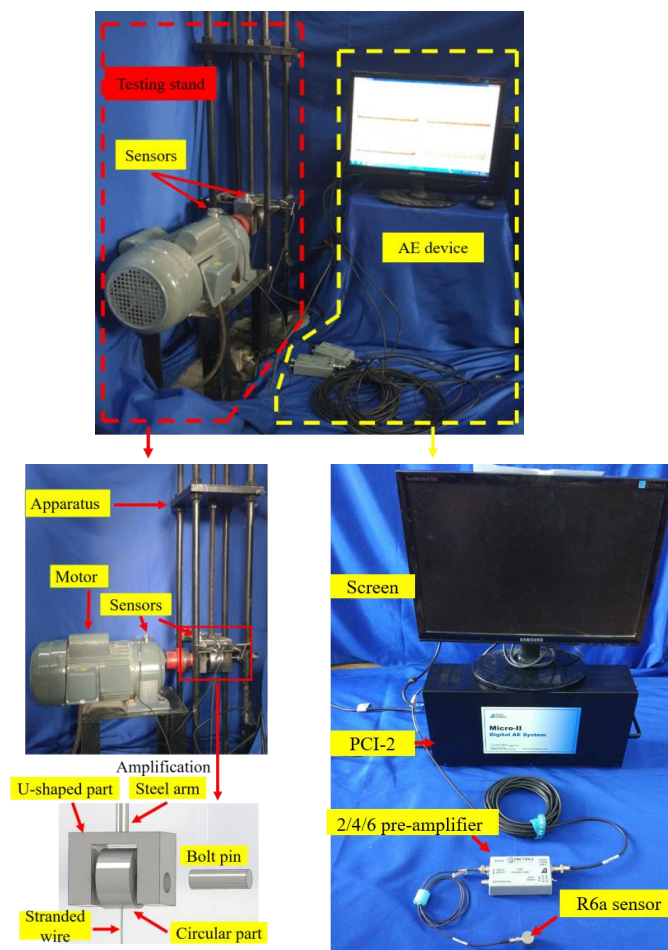 Testing stand
Sensors
AE device
Apparatus
Motor
Sensors
Amplification
U-shaped part
Steel arm
Bolt pin
Stranded
wire
Circular part
Screen
SAMSUNG
Micro-II
Digital AE System
PCI-2
2/4/6 pre-amplifier
R6a sensor